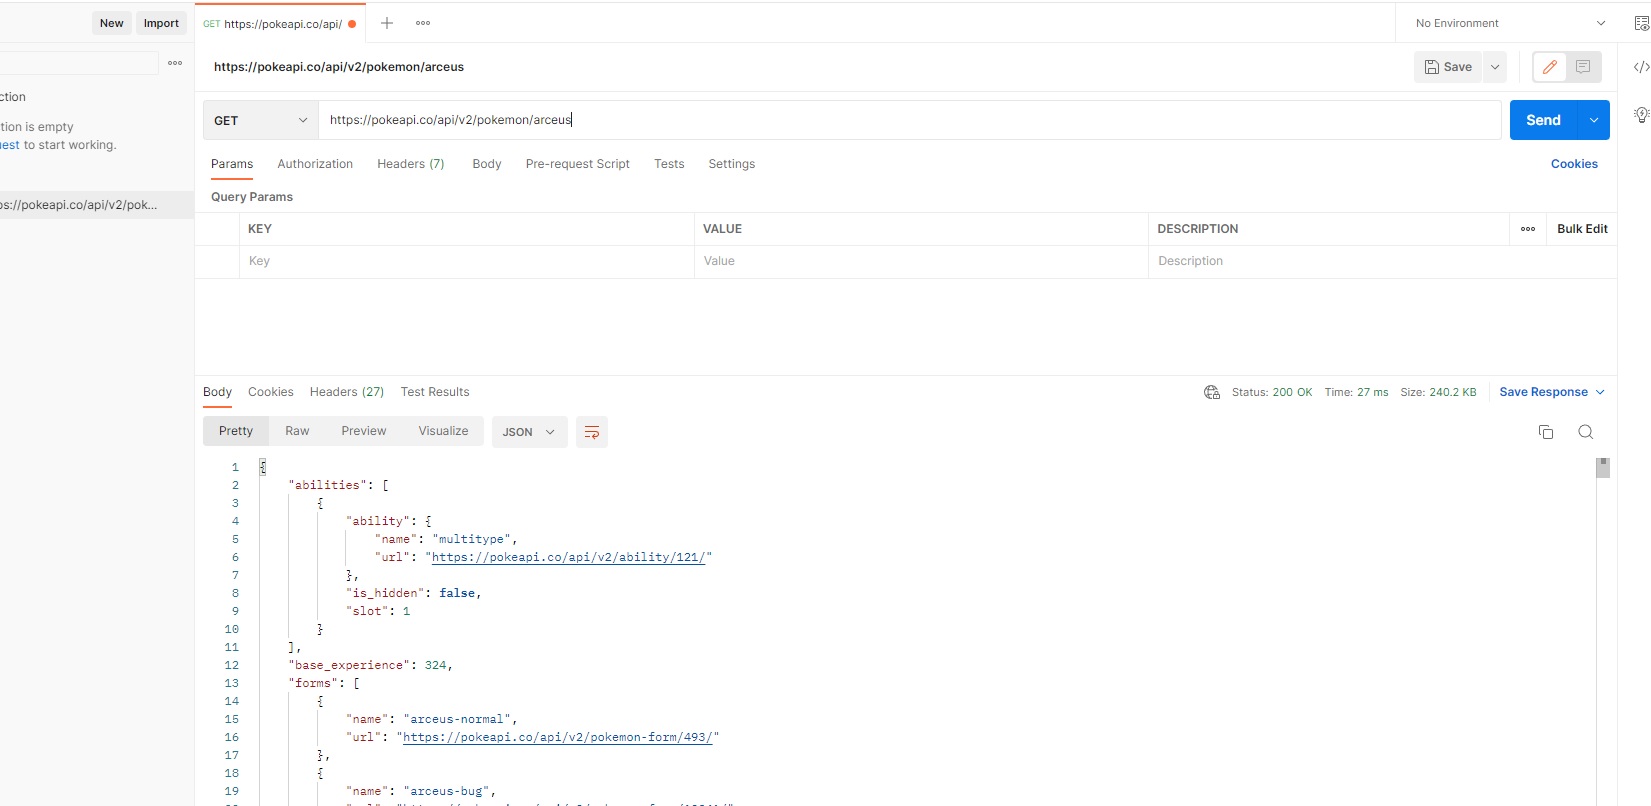 New Import GET https://pokeapi.co/api/ No Environment
https://pokeapi.co/api/v2/pokemon/arceus Save
ction
GET https://pokeapi.co/api/v2/pokemon/arceus Send
tion is empty
uest to start working.
Params Authorization Headers (7) Body Pre-request Script Tests Settings Cookies
Query Params
os://pokeapi.co/api/v2/pok...
KEY VALUE DESCRIPTION Bulk Edit
Key Value Description
Body Cookies Headers (27) Test Results Status: 200 OK Time: 27 ms Size: 240.2 KB Save Response
Pretty Raw Preview Visualize JSON
1 {
2 "abilities": [
3 {
4 "ability": {
5 "name": "multitype",
6 "url": "https://pokeapi.co/api/v2/ability/121/"
7 },
8 "is_hidden": false,
9 "slot": 1
10 }
11 ],
12 "base_experience": 324,
13 "forms": [
14 {
15 "name": "arceus-normal",
16 "url": "https://pokeapi.co/api/v2/pokemon-form/493/"
17 },
18 {
19 "name": "arceus-bug",